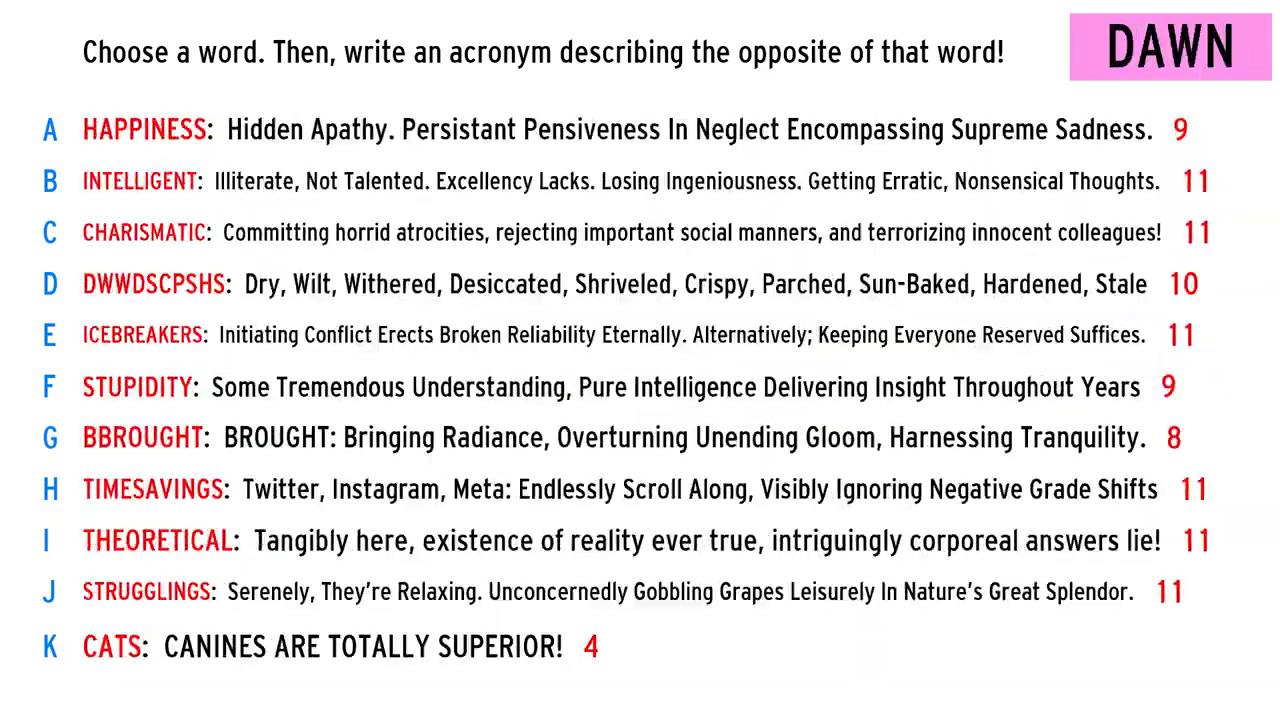 Choose a word. Then, write an acronym describing the opposite of that word!
DAWN
A HAPPINESS: Hidden Apathy. Persistant Pensiveness In Neglect Encompassing Supreme Sadness. 9
B INTELLIGENT: Illiterate, Not Talented. Excellency Lacks. Losing Ingeniousness. Getting Erratic, Nonsensical Thoughts. 11
C CHARISMATIC: Committing horrid atrocities, rejecting important social manners, and terrorizing innocent colleagues! 11
D DWWDSCPSHS: Dry, Wilt, Withered, Desiccated, Shriveled, Crispy, Parched, Sun-Baked, Hardened, Stale 10
E ICEBREAKERS: Initiating Conflict Erects Broken Reliability Eternally. Alternatively; Keeping Everyone Reserved Suffices. 11
F STUPIDITY: Some Tremendous Understanding, Pure Intelligence Delivering Insight Throughout Years 9
G BBROUGHT: BROUGHT: Bringing Radiance, Overturning Unending Gloom, Harnessing Tranquility. 8
H TIMESAVINGS: Twitter, Instagram, Meta: Endlessly Scroll Along, Visibly Ignoring Negative Grade Shifts 11
I THEORETICAL: Tangibly here, existence of reality ever true, intriguingly corporeal answers lie! 11
J STRUGGLINGS: Serenely, They're Relaxing. Unconcernedly Gobbling Grapes Leisurely In Nature's Great Splendor. 11
K CATS: CANINES ARE TOTALLY SUPERIOR! 4